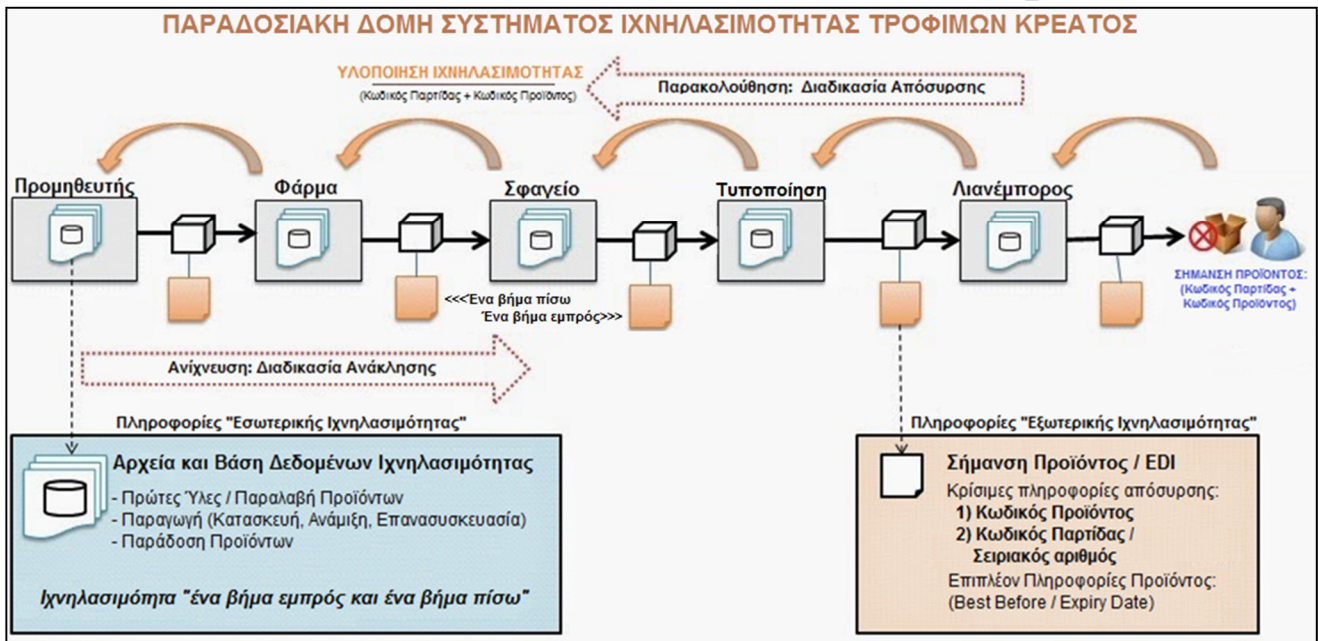 ΠΑΡΑΔΟΣΙΑΚΗ ΔΟΜΗ ΣΥΣΤΗΜΑΤΟΣ ΙΧΝΗΛΑΣΙΜΟΤΗΤΑΣ ΤΡΟΦΙΜΩΝ ΚΡΕΑΤΟΣ
ΥΛΟΠΟΙΗΣΗ ΙΧΝΗΛΑΣΙΜΟΤΗΤΑΣ
(Κωδικός Παρτίδας + Κωδικός Προϊόντος)
Παρακολούθηση: Διαδικασία Απόσυρσης
Προμηθευτής
Φάρμα
Σφαγείο
Τυποποίηση
Λιανέμπορος
<<<Ένα βήμα πίσω
Ένα βήμα εμπρός>>>
ΣΗΜΑΝΣΗ ΠΡΟΪΟΝΤΟΣ:
(Κωδικός Παρτίδας +
Κωδικός Προϊόντος)
Ανίχνευση: Διαδικασία Ανάκλησης
Πληροφορίες "Εσωτερικής Ιχνηλασιμότητας"
Αρχεία και Βάση Δεδομένων Ιχνηλασιμότητας
- Πρώτες Ύλες / Παραλαβή Προϊόντων
- Παραγωγή (Κατασκευή, Ανάμιξη, Επανασυσκευασία)
- Παράδοση Προϊόντων
Ιχνηλασιμότητα "ένα βήμα εμπρός και ένα βήμα πίσω"
Πληροφορίες "Εξωτερικής Ιχνηλασιμότητας"
Σήμανση Προϊόντος / EDI
Κρίσιμες πληροφορίες απόσυρσης:
1) Κωδικός Προϊόντος
2) Κωδικός Παρτίδας /
Σειριακός αριθμός
Επιπλέον Πληροφορίες Προϊόντος:
(Best Before / Expiry Date)